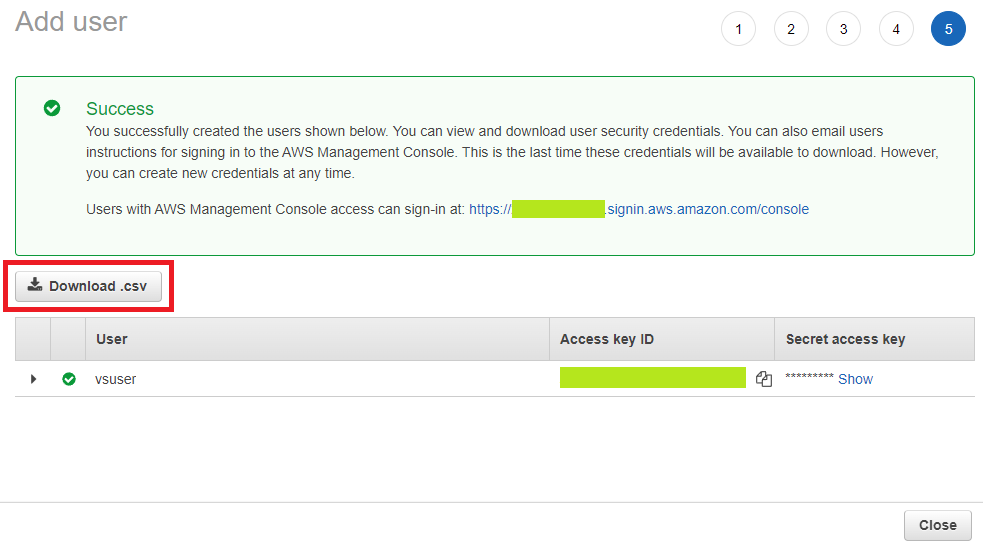 Add user
1 2 3 4 5
Success
You successfully created the users shown below. You can view and download user security credentials. You can also email users
instructions for signing in to the AWS Management Console. This is the last time these credentials will be available to download. However,
you can create new credentials at any time.
Users with AWS Management Console access can sign-in at: https:// .signin.aws.amazon.com/console
Download .csv
User Access key ID Secret access key
vsuser ********* Show
Close